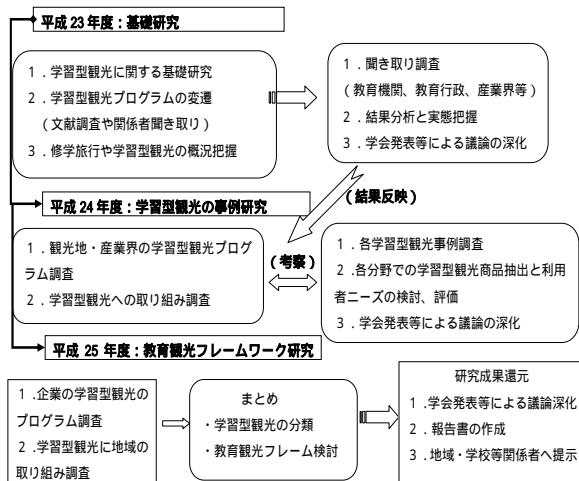 平成23年度：基礎研究
１．学習型観光に関する基礎研究
２．学習型観光プログラムの変遷
（文献調査や関係者聞き取り）
３．修学旅行や学習型観光の概況把握
１．聞き取り調査
（教育機関、教育行政、産業界等）
２．結果分析と実態把握
３．学会発表等による議論の深化
（結果反映）
平成24年度：学習型観光の事例研究
１．観光地・産業界の学習型観光プログ
ラム調査
２．学習型観光への取り組み調査
（考察）
１．各学習型観光事例調査
２.各分野での学習型観光商品抽出と利用
者ニーズの検討、評価
３．学会発表等による議論の深化
平成 25 年度：教育観光フレームワーク研究
１.企業の学習型観光の
プログラム調査
２.学習型観光に地域の
取り組み調査
まとめ
・学習型観光の分類
・教育観光フレーム検討
研究成果還元
１.学会発表等による議論深化
２．報告書の作成
３.地域・学校等関係者へ提示